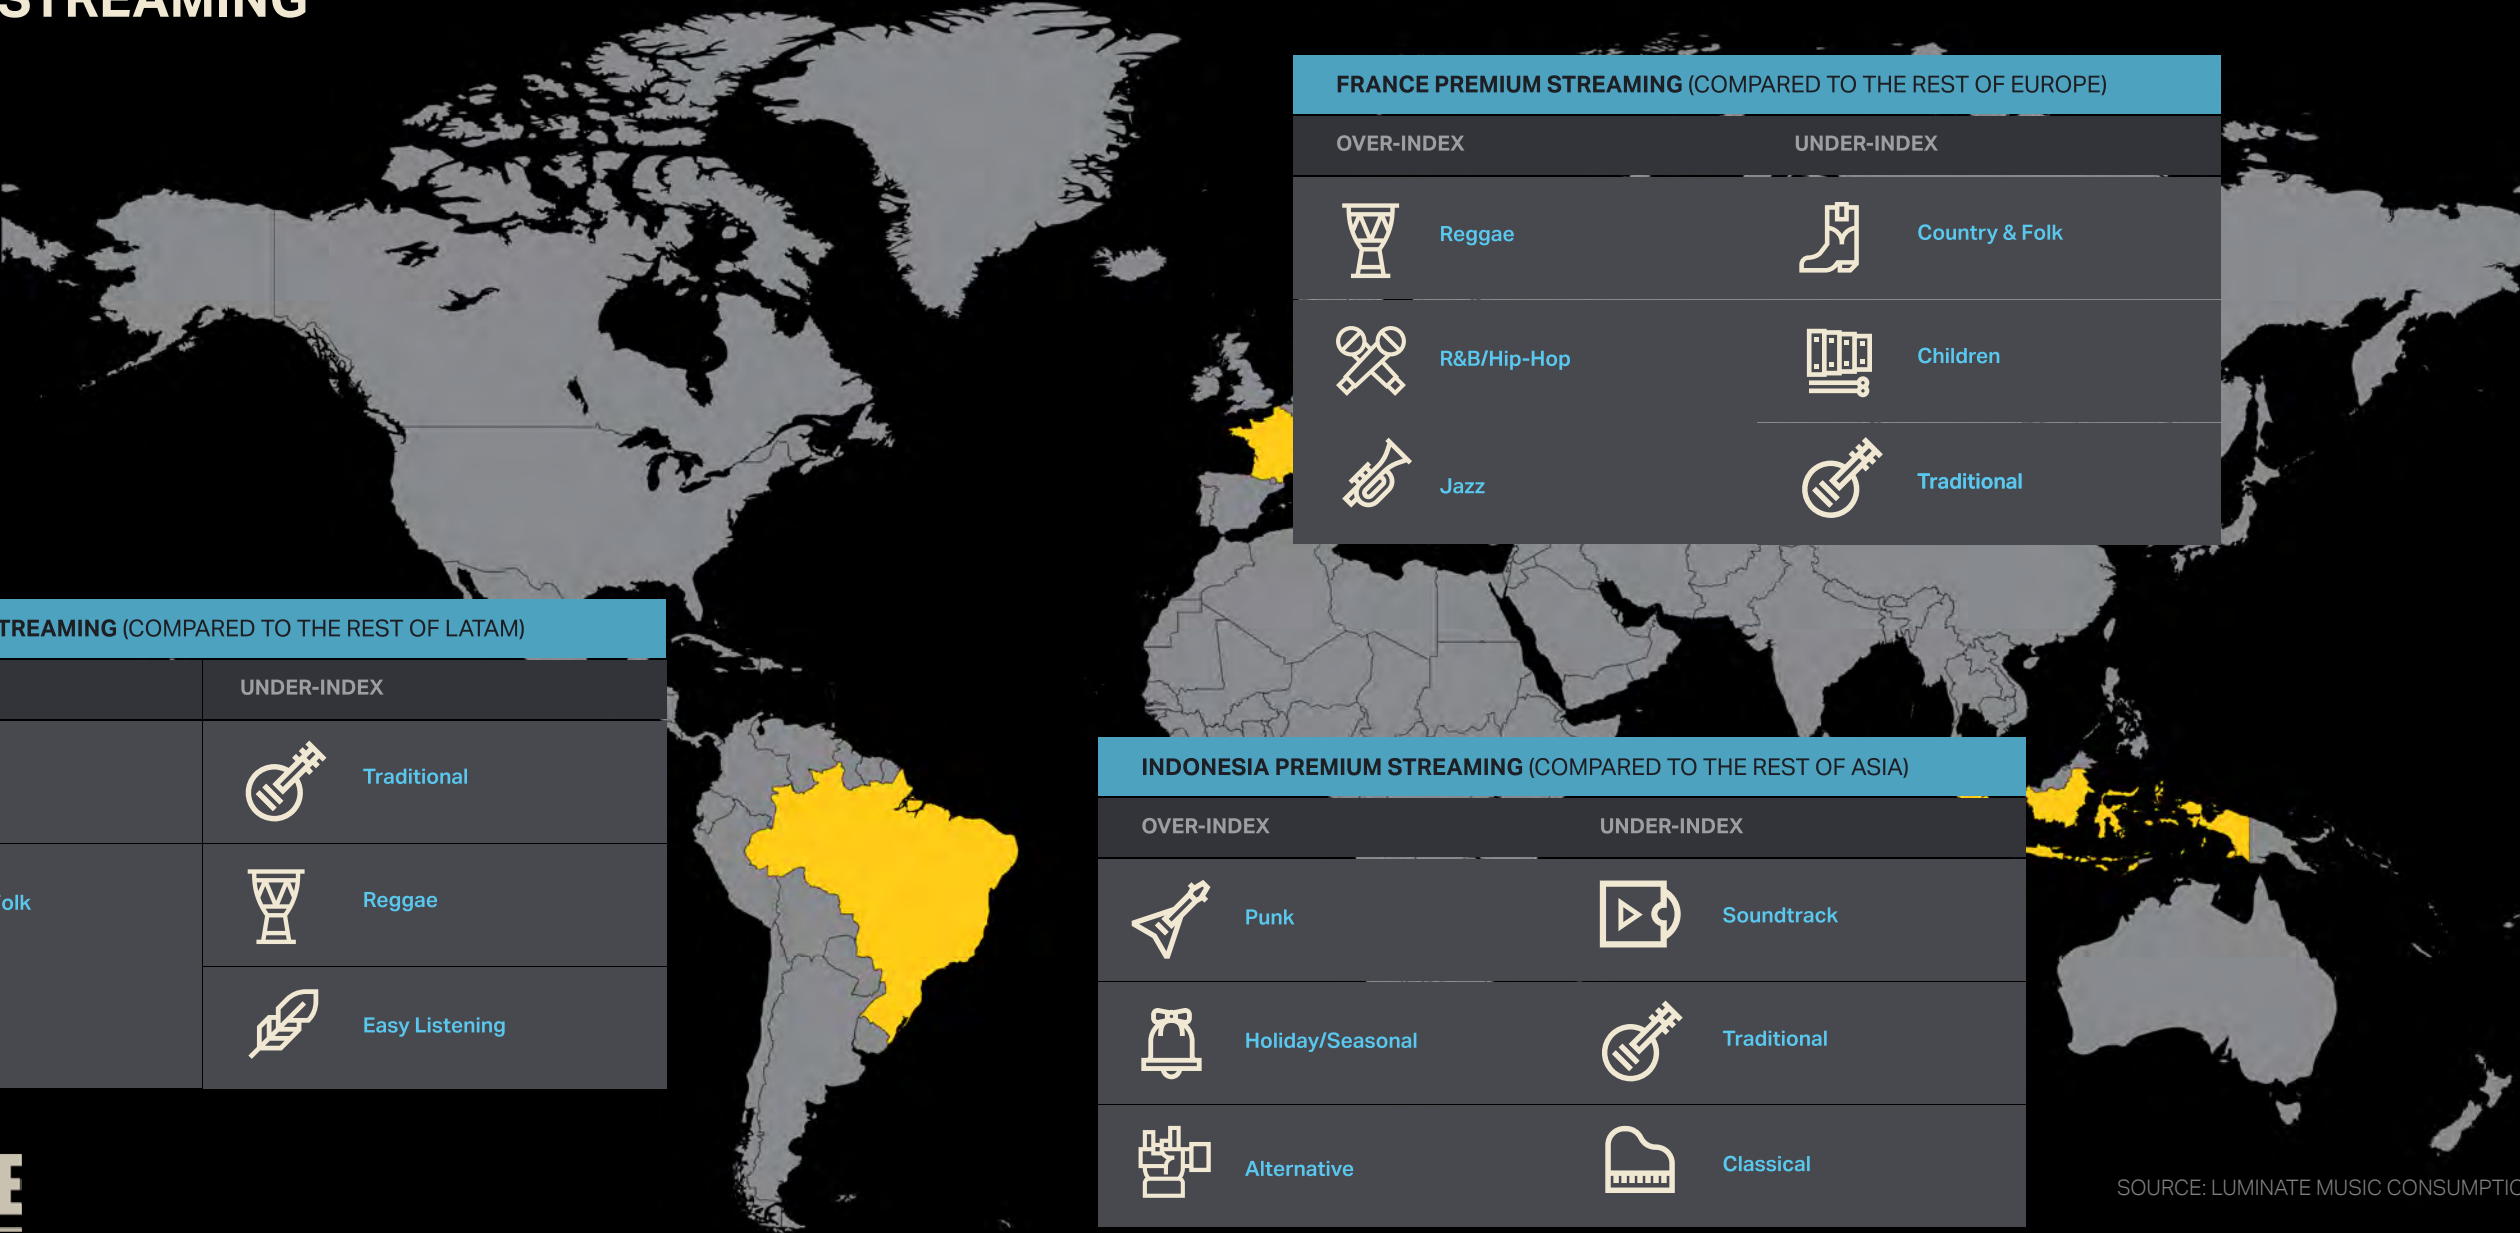 STREAMING
FRANCE PREMIUM STREAMING (COMPARED TO THE REST OF EUROPE)
OVER-INDEX UNDER-INDEX
Reggae Country & Folk
R&B/Hip-Hop Children
Jazz Traditional
TREAMING (COMPARED TO THE REST OF LATAM)
UNDER-INDEX
Traditional
olk Reggae
Easy Listening
INDONESIA PREMIUM STREAMING (COMPARED TO THE REST OF ASIA)
OVER-INDEX UNDER-INDEX
Punk Soundtrack
Holiday/Seasonal Traditional
Alternative Classical
E
SOURCE: LUMINATE MUSIC CONSUMPTIO